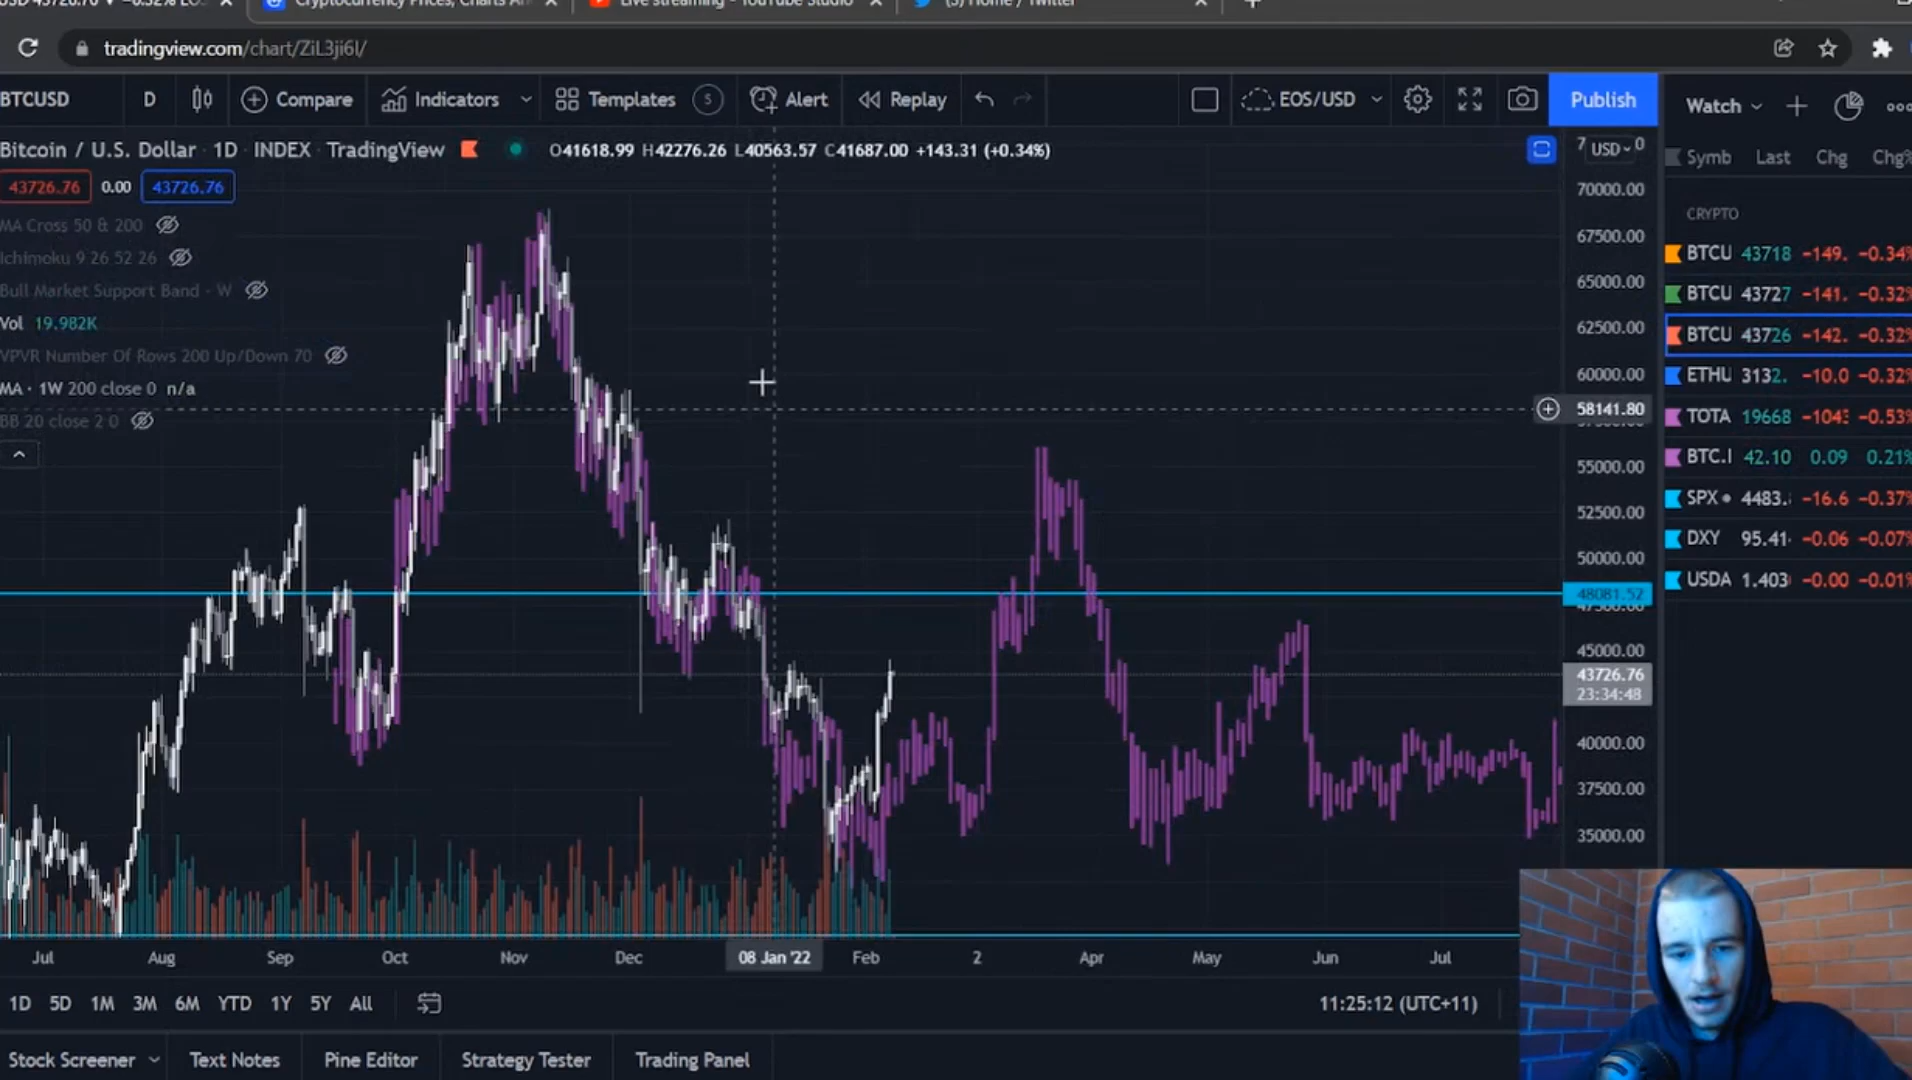 Cryptocurrency Prices, Charts An
Live streaming - YouTube Studio
(3) Home / Twitter
tradingview.com/chart/ZiL3ji6l/
BTCUSD D Compare Indicators Templates S Alert Replay EOS/USD Publish Watch
Bitcoin / U.S. Dollar · 1D · INDEX · TradingView O41618.99 H42276.26 L40563.57 C41687.00 +143.31 (+0.34%)
43726.76 0.00 43726.76
MA Cross 50 & 200
Ichimoku 9 26 52 26
Bull Market Support Band · W
Vol 19.982K
VPVR Number Of Rows 200 Up/Down 70
MA · 1W 200 close 0 n/a
BB 20 close 2 0
USD
70000.00
67500.00
65000.00
62500.00
60000.00
58141.80
55000.00
52500.00
50000.00
48081.52
47500.00
45000.00
43726.76
23:34:48
40000.00
37500.00
35000.00
Symb Last Chg Chg%
CRYPTO
BTCU 43718 -149. -0.34%
BTCU 43727 -141. -0.32%
BTCU 43726 -142. -0.32%
ETHU 3132. -10.0 -0.32%
TOTA 19668 -104 -0.53%
BTC. 42.10 0.09 0.21%
SPX 4483. -16.6 -0.37%
DXY 95.41 -0.06 -0.07%
USDA 1.403 -0.00 -0.01%
Jul Aug Sep Oct Nov Dec 08 Jan '22 Feb 2 Apr May Jun Jul
1D 5D 1M 3M 6M YTD 1Y 5Y All 11:25:12 (UTC+11)
Stock Screener Text Notes Pine Editor Strategy Tester Trading Panel